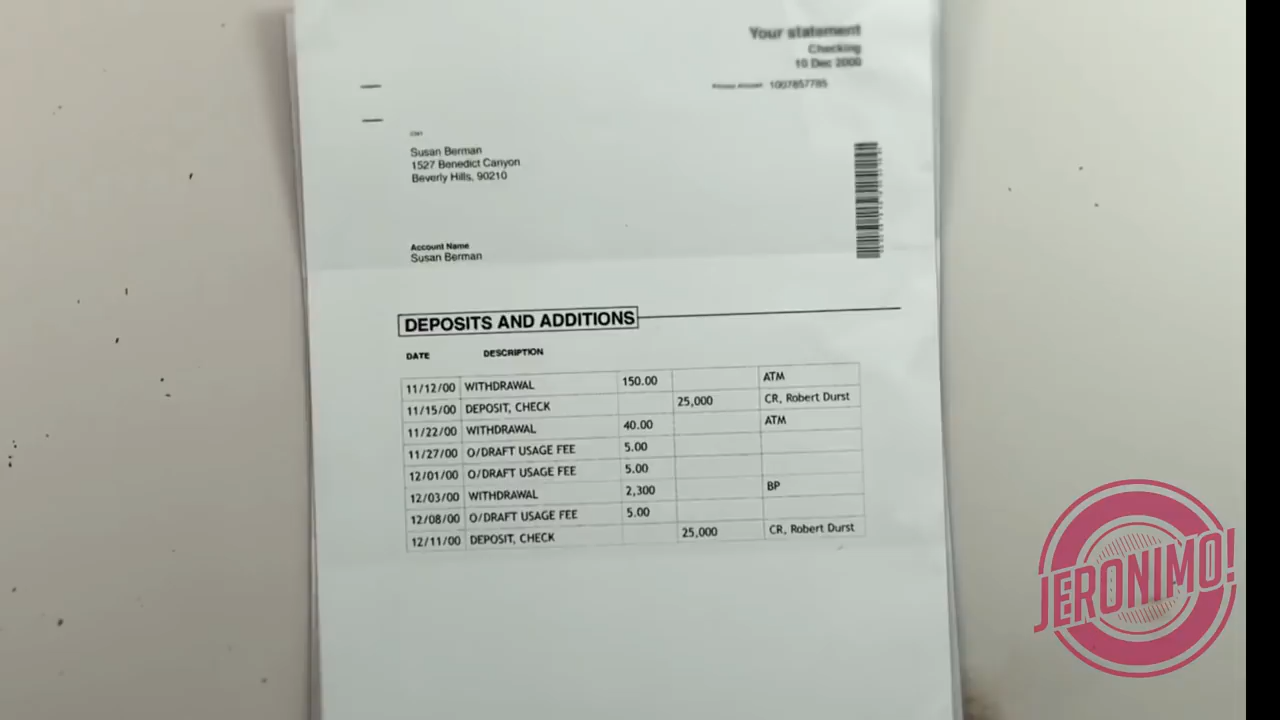 Your statement
Checking
10 Dec 2000
Primary Account 1007857785
Susan Berman
1527 Benedict Canyon
Beverly Hills, 90210
Account Name
Susan Berman
DEPOSITS AND ADDITIONS
DATE DESCRIPTION
11/12/00 WITHDRAWAL 150.00 ATM
11/15/00 DEPOSIT, CHECK 25,000 CR, Robert Durst
11/22/00 WITHDRAWAL 40.00 ATM
11/27/00 O/DRAFT USAGE FEE 5.00
12/01/00 O/DRAFT USAGE FEE 5.00
12/03/00 WITHDRAWAL 2,300 BP
12/08/00 O/DRAFT USAGE FEE 5.00
12/11/00 DEPOSIT, CHECK 25,000 CR, Robert Durst
JERONIMO!